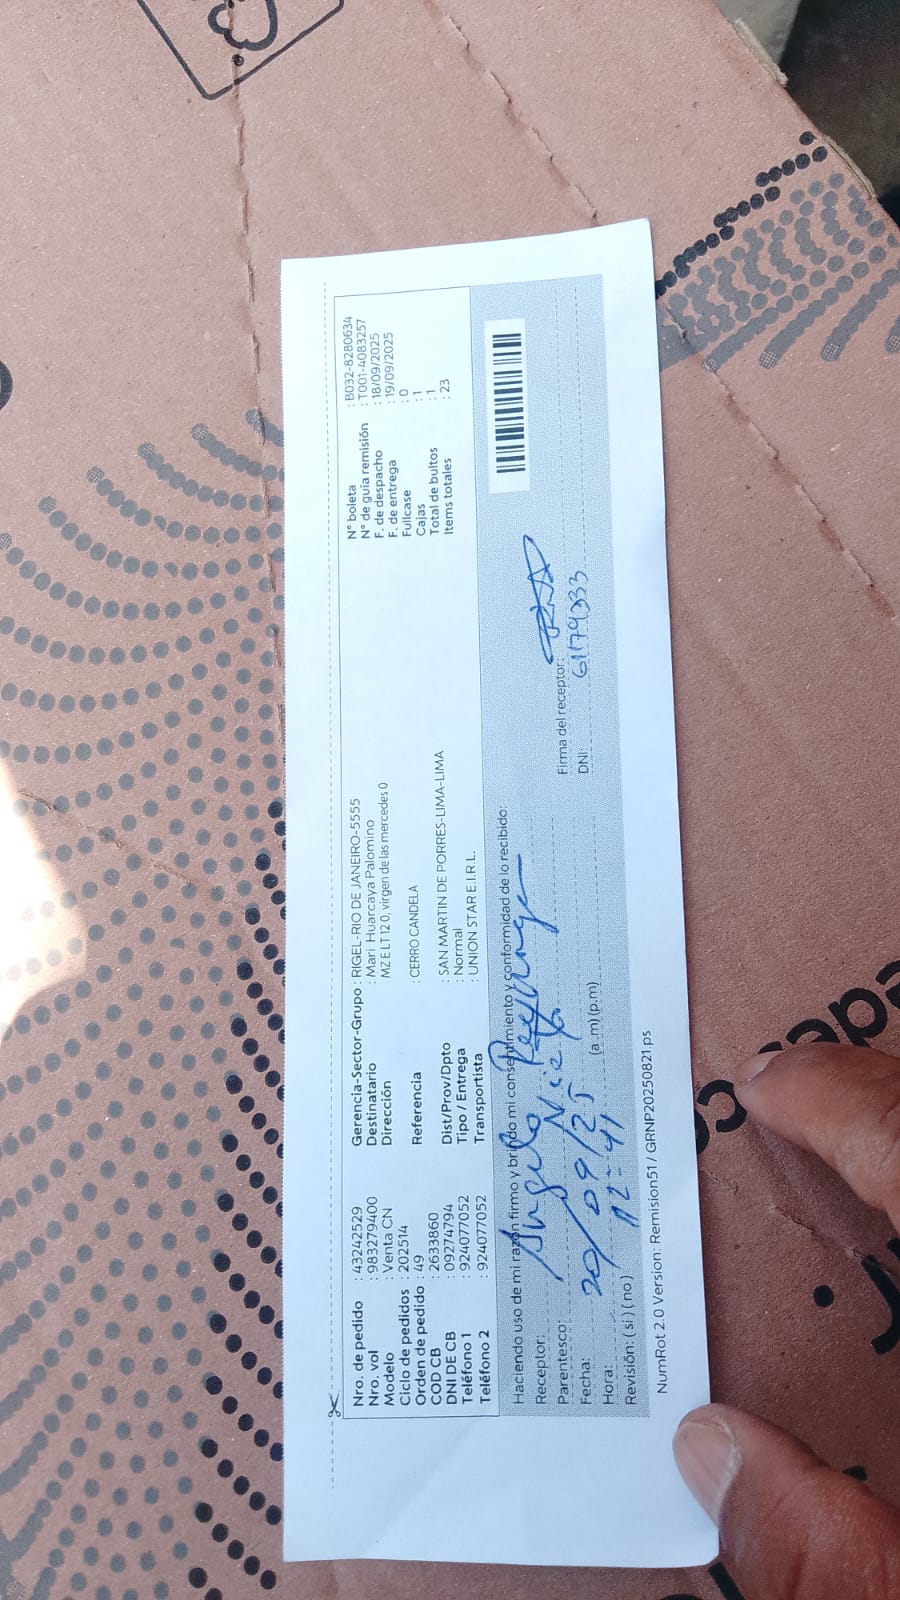 Nro. de pedido : 43242529
Nro. vol : 983279400
Modelo : Venta CN
Ciclo de pedidos : 202514
Orden de pedido : 49
COD CB : 2633860
DNI DE CB : 09274794
Teléfono 1 : 924077052
Teléfono 2 : 924077052
Gerencia-Sector-Grupo : RIGEL-RIO DE JANEIRO-5555
Destinatario : Mari Huarcaya Palomino
Dirección MZ E LT 12 0, virgen de las mercedes 0
Referencia : CERRO CANDELA
Dist/Prov/Dpto : SAN MARTIN DE PORRES-LIMA-LIMA
Tipo / Entrega : Normal
Transportista : UNION STAR E.I.R.L.
N° boleta : B032-8280634
N° de guía remisión : T001-4083257
F. de despacho : 18/09/2025
F. de entrega : 19/09/2025
Fullcase : 0
Cajas : 1
Total de bultos : 1
Items totales : 23
Haciendo uso de mi razón firmo y brindo mi consentimiento y conformidad de lo recibido:
Receptor: Angelo
Parentesco:
Fecha: 20/09/25
Hora: 12-41 (a.m) (p.m)
Revisión: ( si ) ( no )
Firma del receptor:
DNI:
NumRot 2.0 Version: Remision51 / GRNP20250821.ps